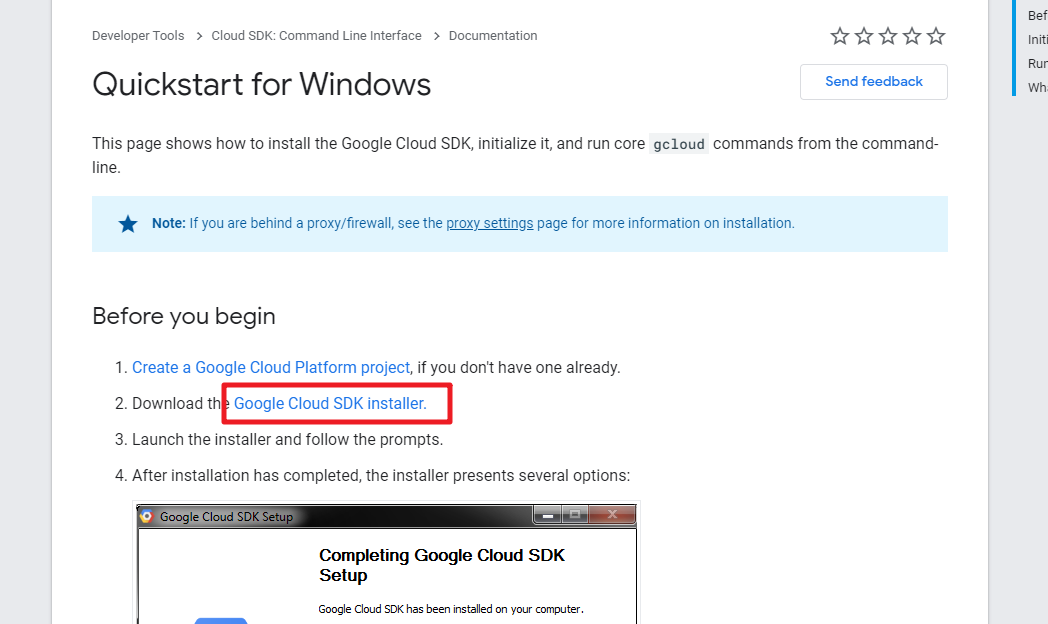 Developer Tools > Cloud SDK: Command Line Interface > Documentation
Quickstart for Windows
Send feedback
This page shows how to install the Google Cloud SDK, initialize it, and run core gcloud commands from the command-
line.
Note: If you are behind a proxy/firewall, see the proxy settings page for more information on installation.
Before you begin
1. Create a Google Cloud Platform project, if you don't have one already.
2. Download the Google Cloud SDK installer.
3. Launch the installer and follow the prompts.
4. After installation has completed, the installer presents several options:
Google Cloud SDK Setup
Completing Google Cloud SDK
Setup
Google Cloud SDK has been installed on your computer.
Bef
Initi
Run
Wha